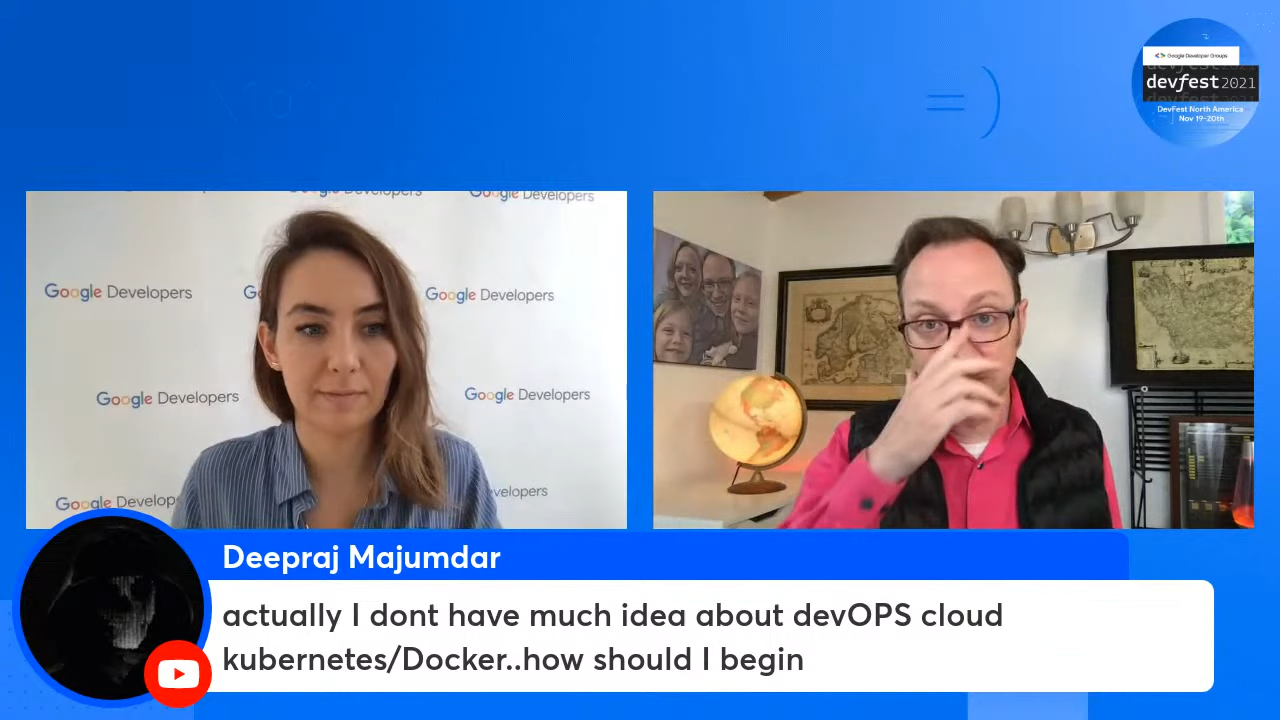 =)
Google Developer Groups
devfest 2021
DevFest North America
Nov 19-20th
Google Developers
Google Developers
Google Developers
Google Developers
Google Developers
Google Developers
Deepraj Majumdar
actually I dont have much idea about devOPS cloud
kubernetes/Docker..how should I begin